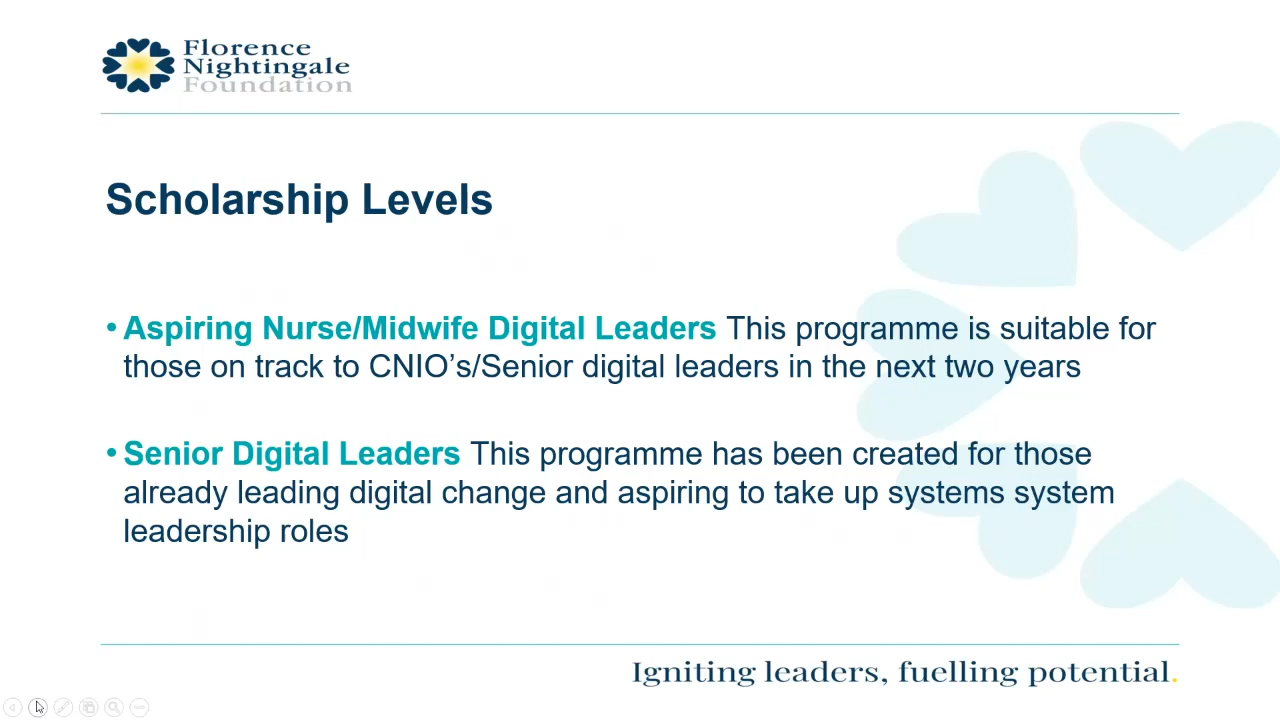 Florence
Nightingale
Foundation
Scholarship Levels
• Aspiring Nurse/Midwife Digital Leaders This programme is suitable for
those on track to CNIO’s/Senior digital leaders in the next two years
• Senior Digital Leaders This programme has been created for those
already leading digital change and aspiring to take up systems system
leadership roles
Igniting leaders, fuelling potential.